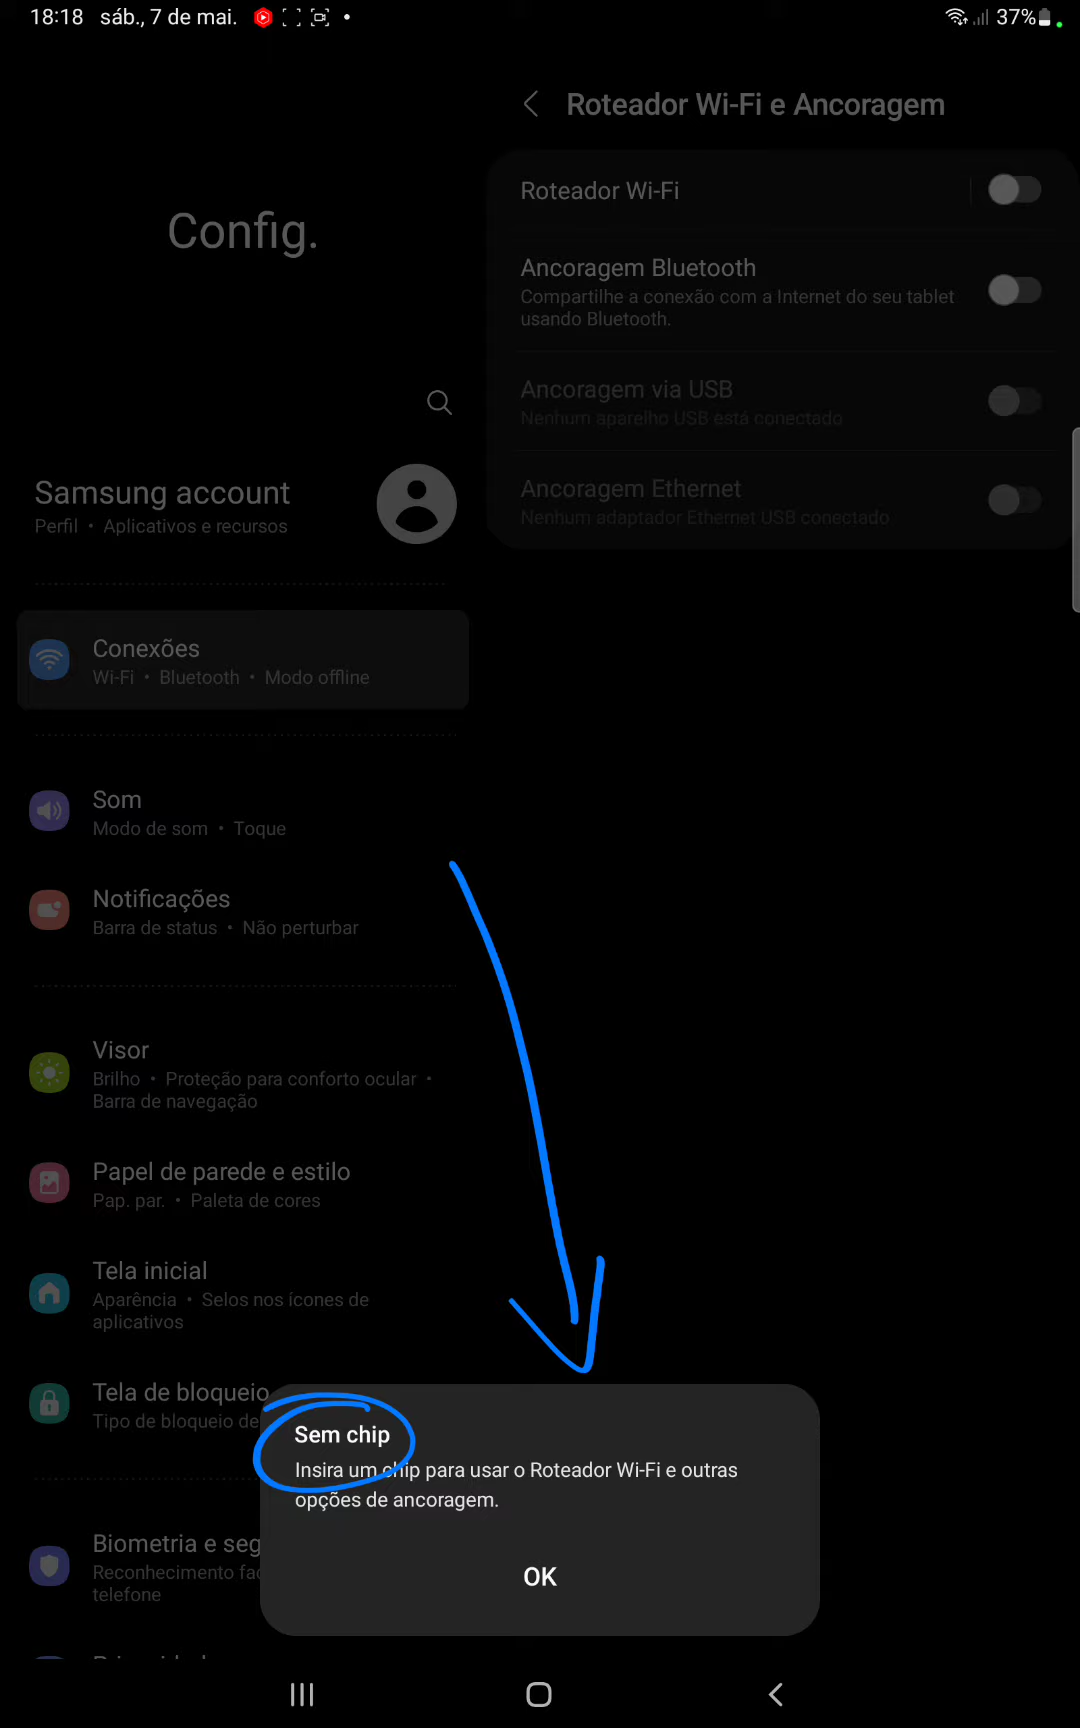 18:18 sáb., 7 de mai. • 37%
Config.
Samsung account
Perfil • Aplicativos e recursos
Conexões
Wi-Fi • Bluetooth • Modo offline
Som
Modo de som • Toque
Notificações
Barra de status • Não perturbar
Visor
Brilho • Proteção para conforto ocular •
Barra de navegação
Papel de parede e estilo
Pap. par. • Paleta de cores
Tela inicial
Aparência • Selos nos ícones de
aplicativos
Tela de bloqueio
Tipo de bloqueio de
Biometria e seg
Reconhecimento fac
telefone
Roteador Wi-Fi e Ancoragem
Roteador Wi-Fi
Ancoragem Bluetooth
Compartilhe a conexão com a Internet do seu tablet
usando Bluetooth.
Ancoragem via USB
Nenhum aparelho USB está conectado
Ancoragem Ethernet
Nenhum adaptador Ethernet USB conectado
Sem chip
Insira um chip para usar o Roteador Wi-Fi e outras
opções de ancoragem.
OK